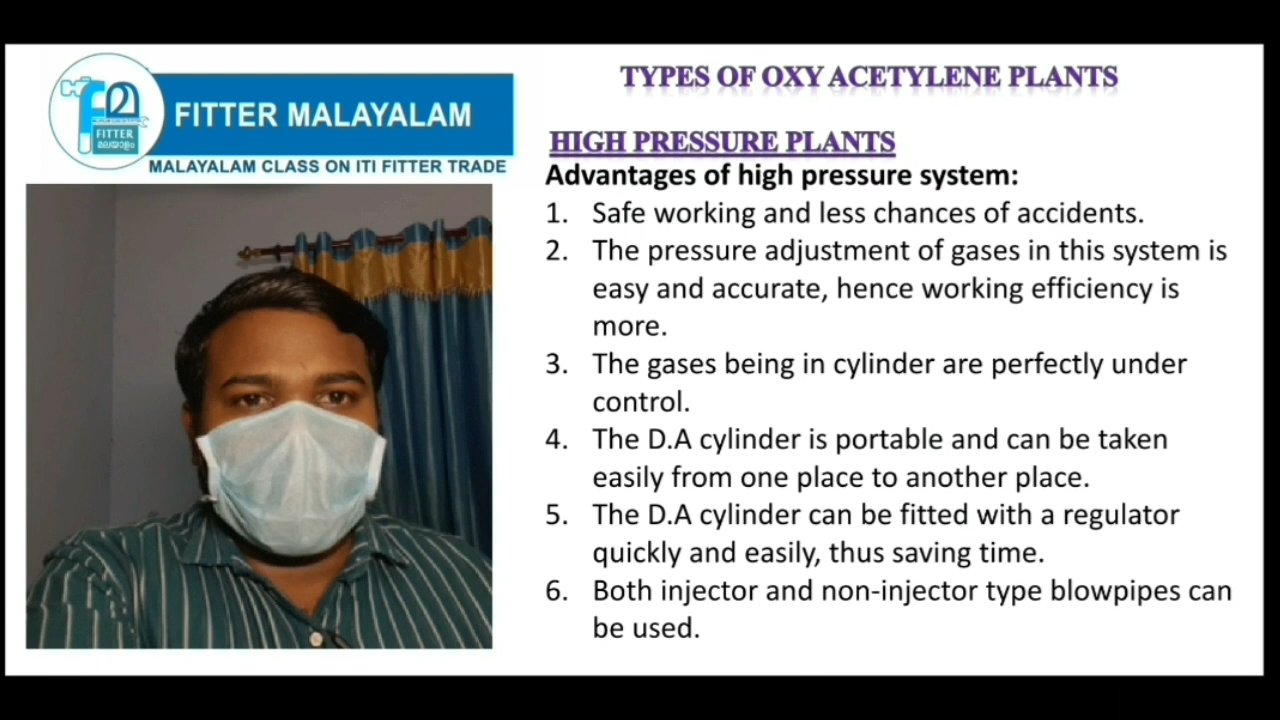 FITTER
മലയാളം
FITTER MALAYALAM
MALAYALAM CLASS ON ITI FITTER TRADE
TYPES OF OXY ACETYLENE PLANTS
HIGH PRESSURE PLANTS
Advantages of high pressure system:
1. Safe working and less chances of accidents.
2. The pressure adjustment of gases in this system is
easy and accurate, hence working efficiency is
more.
3. The gases being in cylinder are perfectly under
control.
4. The D.A cylinder is portable and can be taken
easily from one place to another place.
5. The D.A cylinder can be fitted with a regulator
quickly and easily, thus saving time.
6. Both injector and non-injector type blowpipes can
be used.